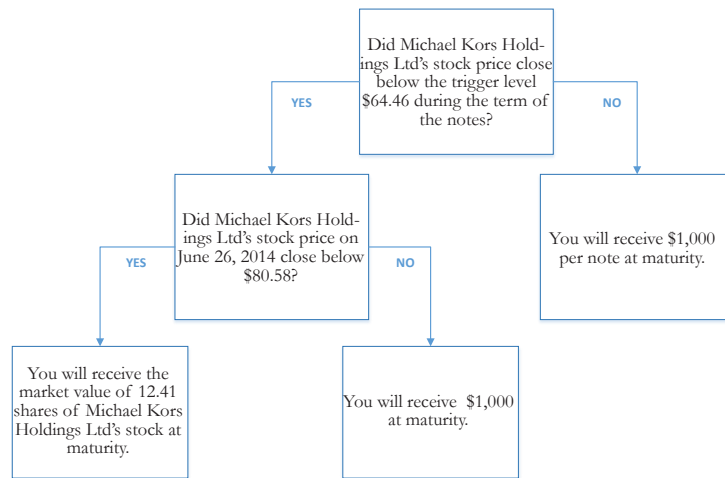 Did Michael Kors Hold-
ings Ltd's stock price close
below the trigger level
$64.46 during the term of
the notes?
YES
NO
Did Michael Kors Hold-
ings Ltd's stock price on
June 26, 2014 close below
$80.58?
You will receive $1,000
per note at maturity.
YES
NO
You will receive the
market value of 12.41
shares of Michael Kors
Holdings Ltd's stock at
maturity.
You will receive $1,000
at maturity.